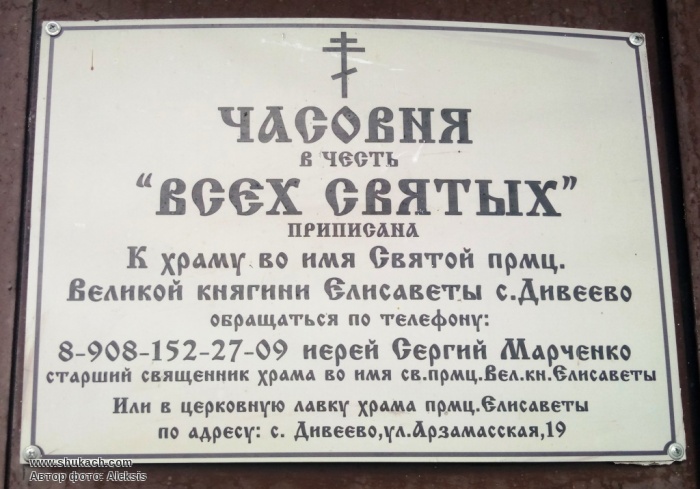 ЧАСОВНЯ
В ЧЕСТЬ
“ВСЕХ СВЯТЫХ”
ПРИПИСАНА
К храму во имя Святой прмц.
Великой княгини Елисаветы с.Дивеево
обращаться по телефону:
8-908-152-27-09 иерей Сергий Марченко
старший священник храма во имя св.прмц.Вел.кн.Елисаветы
Или в церковную лавку храма прмц.Елисаветы
по адресу: с. Дивеево,ул.Арзамасская,19
www.shukach.com
Автор фото: Aleksis